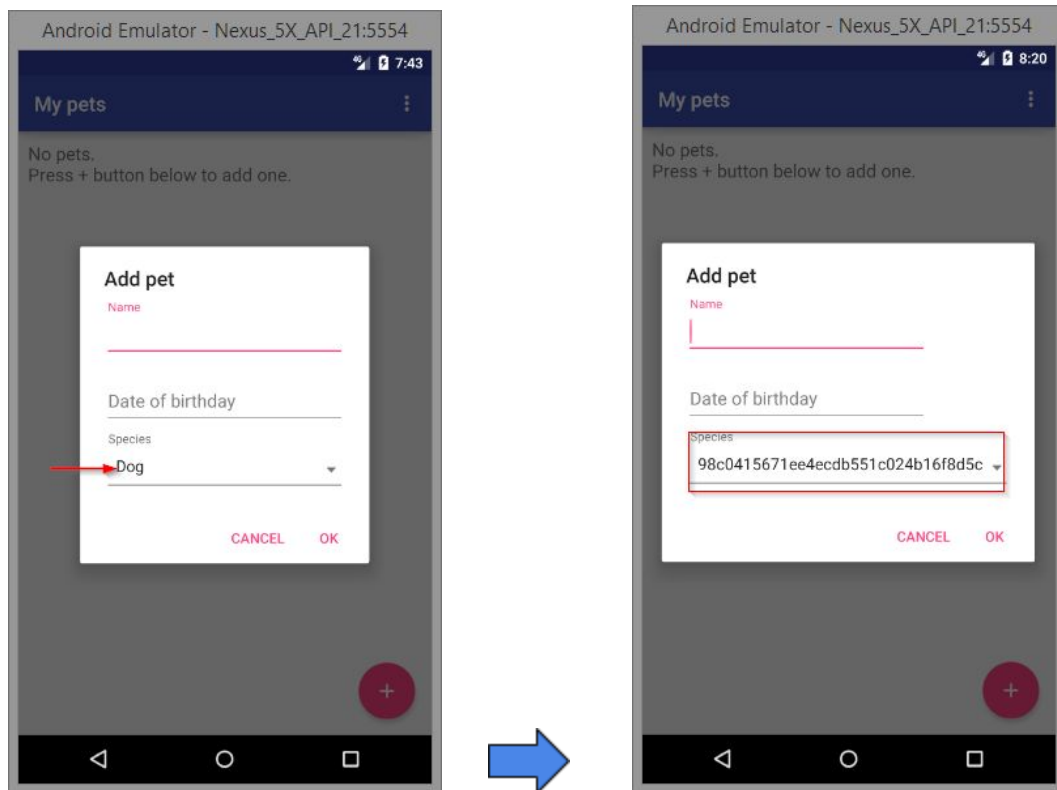 Android Emulator - Nexus_5X_API_21:5554
4G 7:43
My pets
No pets.
Press + button below to add one.
Add pet
Name
Date of birthday
Species
Dog
CANCEL OK
+
Android Emulator - Nexus_5X_API_21:5554
4G 8:20
My pets
No pets.
Press + button below to add one.
Add pet
Name
Date of birthday
Species
98c0415671ee4ecdb551c024b16f8d5c
CANCEL OK
+